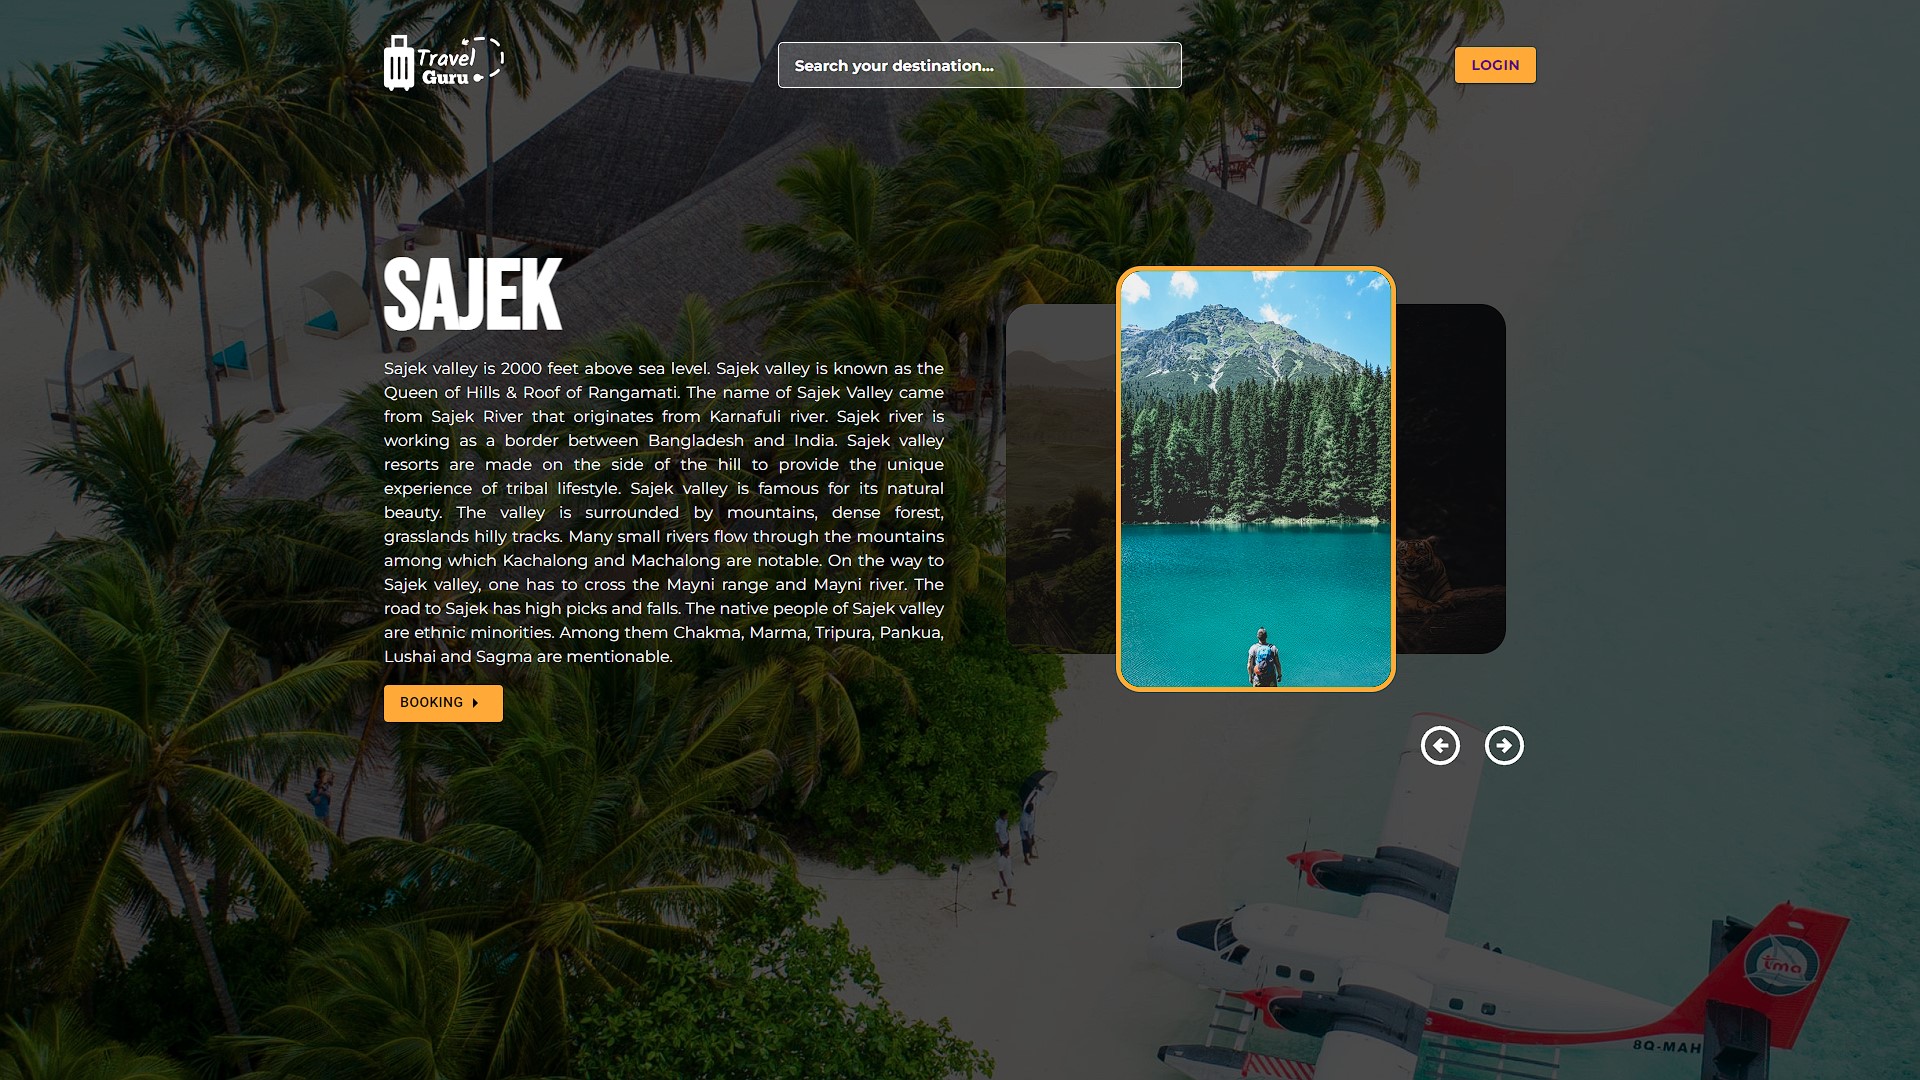 Travel
Guru
Search your destination...
LOGIN
SAJEK
Sajek valley is 2000 feet above sea level. Sajek valley is known as the
Queen of Hills & Roof of Rangamati. The name of Sajek Valley came
from Sajek River that originates from Karnafuli river. Sajek river is
working as a border between Bangladesh and India. Sajek valley
resorts are made on the side of the hill to provide the unique
experience of tribal lifestyle. Sajek valley is famous for its natural
beauty. The valley is surrounded by mountains, dense forest,
grasslands hilly tracks. Many small rivers flow through the mountains
among which Kachalong and Machalong are notable. On the way to
Sajek valley, one has to cross the Mayni range and Mayni river. The
road to Sajek has high picks and falls. The native people of Sajek valley
are ethnic minorities. Among them Chakma, Marma, Tripura, Pankua,
Lushai and Sagma are mentionable.
BOOKING
tma
8Q-MAH